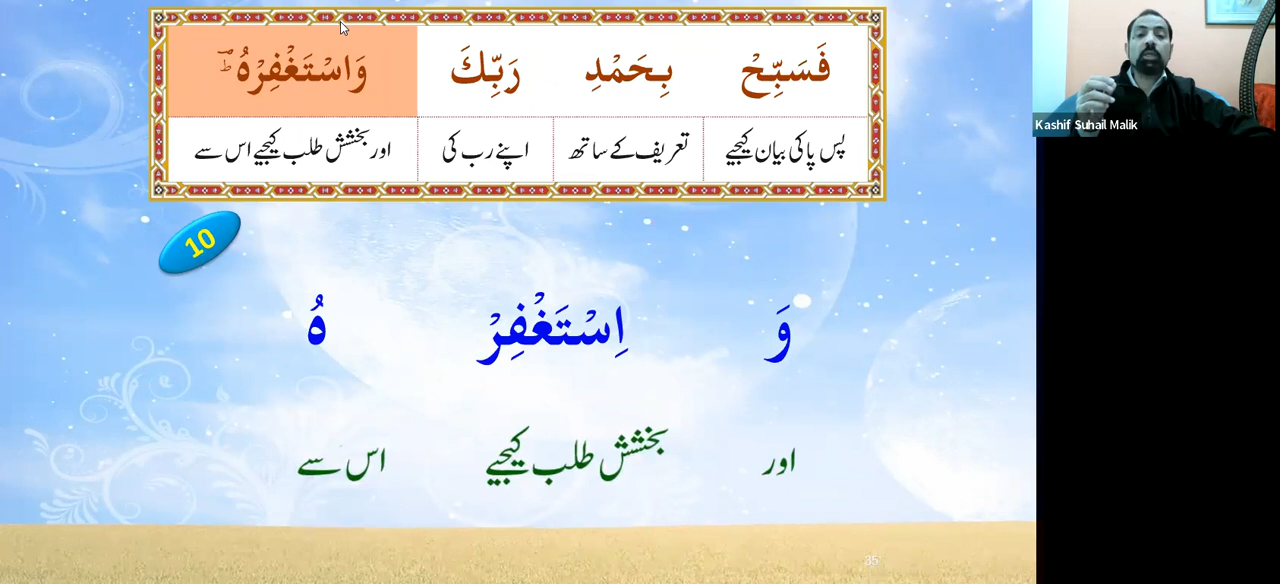 فَسَبِّحْ بِحَمْدِ رَبِّكَ وَاسْتَغْفِرْهُ ؕؔ
پس پاکی بیان کیجیے تعریف کے ساتھ اپنے رب کی اور بخشش طلب کیجیے اس سے
Kashif Suhail Malik
10
وَ اِسْتَغْفِرْ هُ
اور بخشش طلب کیجیے اس سے
35